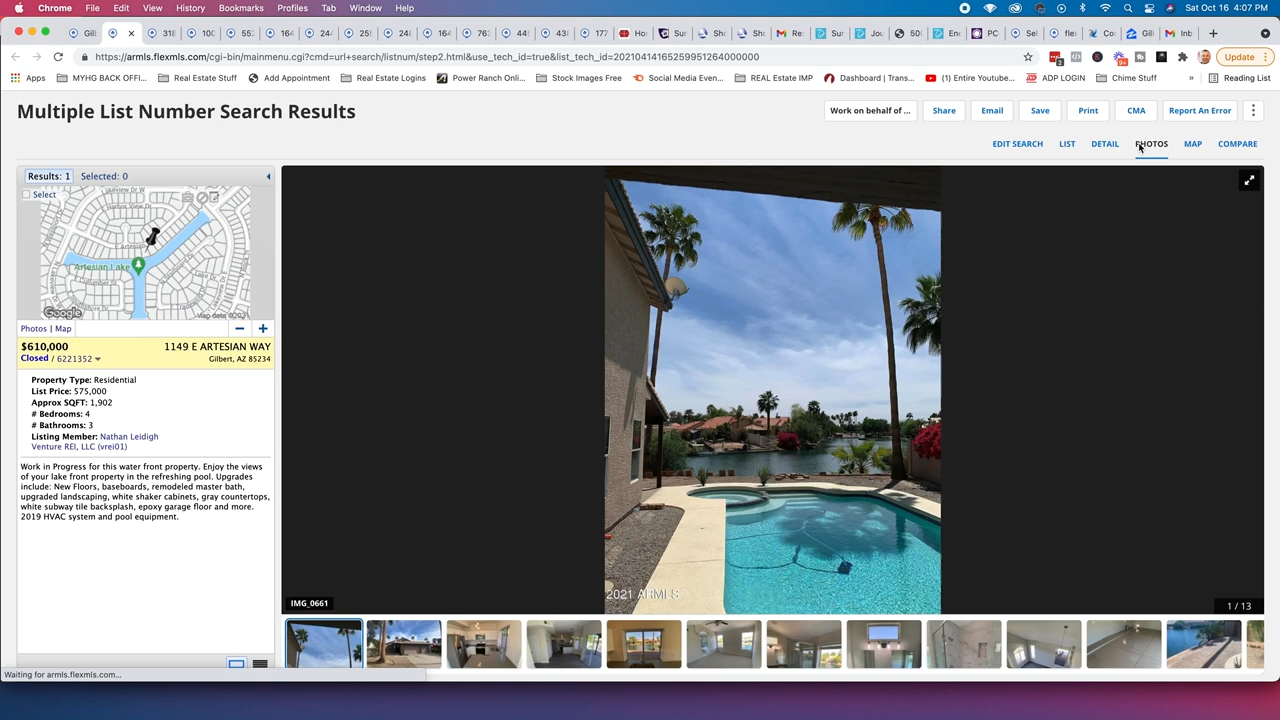 Chrome File Edit View History Bookmarks Profiles Tab Window Help Sat Oct 16 4:07 PM
https://armls.flexmls.com/cgi-bin/mainmenu.cgi?cmd=url+
Update
Apps MYHG BACK OFFI... Real Estate Stuff Add Appointment Real Estate Logins Power Ranch Onli... Stock Images Free Social Media Even... REAL Estate IMP Dashboard | Trans... (1) Entire Youtube... ADP LOGIN Chime Stuff » Reading List
Multiple List Number Search Results
Work on behalf of ... Share Email Save Print CMA Report An Error
EDIT SEARCH LIST DETAIL PHOTOS MAP COMPARE
Results: 1 Selected: 0
Select
Artesian Lake
Google
Photos | Map
$610,000 1149 E ARTESIAN WAY
Closed / 6221352 Gilbert, AZ 85234
Property Type: Residential
List Price: 575,000
Approx SQFT: 1,902
# Bedrooms: 4
# Bathrooms: 3
Listing Member: Nathan Leidigh
Venture REI, LLC (vrei01)
Work in Progress for this water front property. Enjoy the views
of your lake front property in the refreshing pool. Upgrades
include: New Floors, baseboards, remodeled master bath,
upgraded landscaping, white shaker cabinets, gray countertops,
white subway tile backsplash, epoxy garage floor and more.
2019 HVAC system and pool equipment.
2021 ARMLS
IMG_0661
1 / 13
Waiting for armls.flexmls.com...